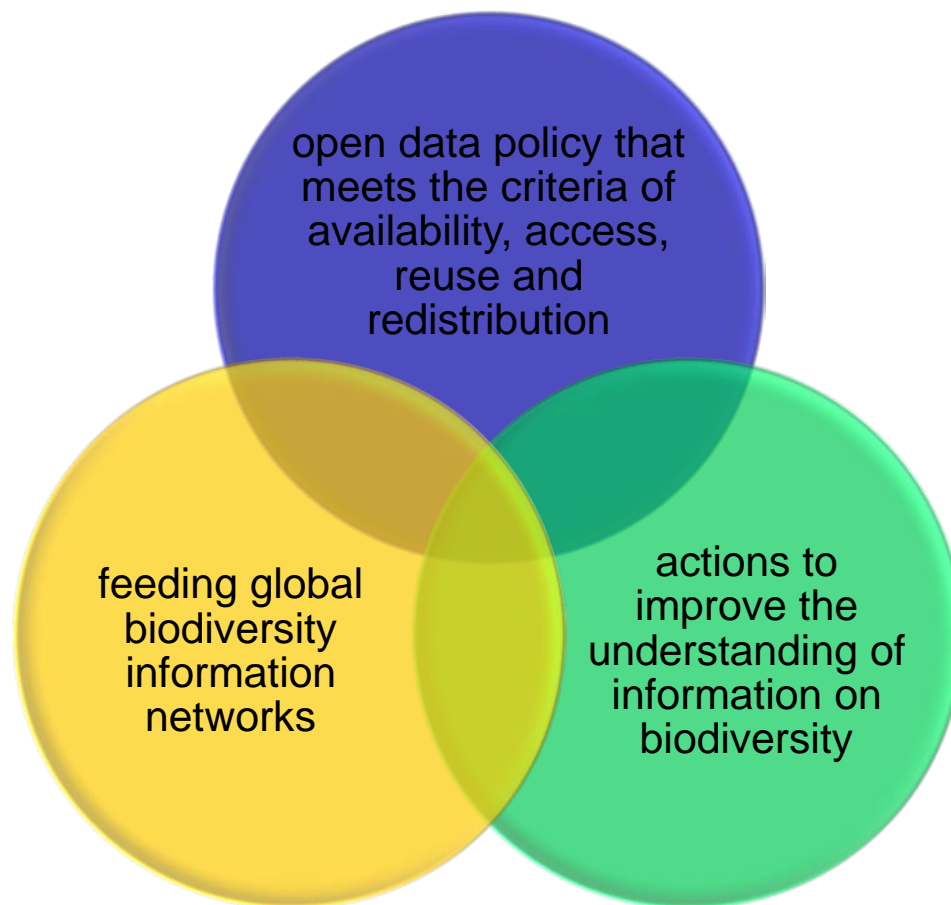 open data policy that
meets the criteria of
availability, access,
reuse and
redistribution
feeding global
biodiversity
information
networks
actions to
improve the
understanding of
information on
biodiversity